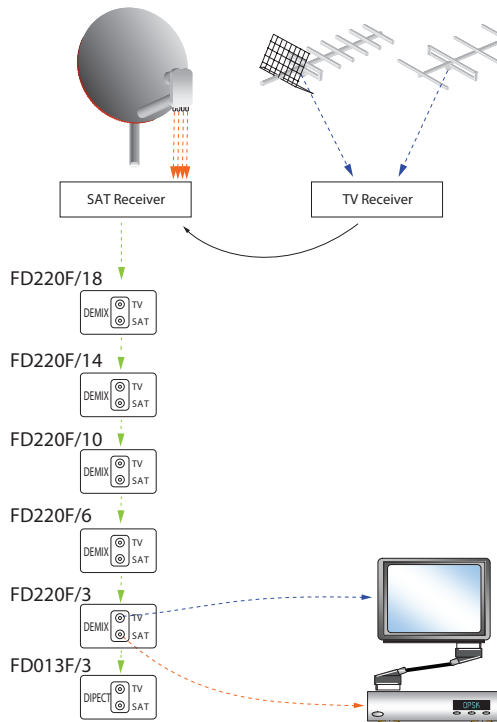 SAT Receiver
TV Receiver
FD220F/18
DEMIX
TV
SAT
FD220F/14
DEMIX
TV
SAT
FD220F/10
DEMIX
TV
SAT
FD220F/6
DEMIX
TV
SAT
FD220F/3
DEMIX
TV
SAT
FD013F/3
DIPECT
TV
SAT
OPSK